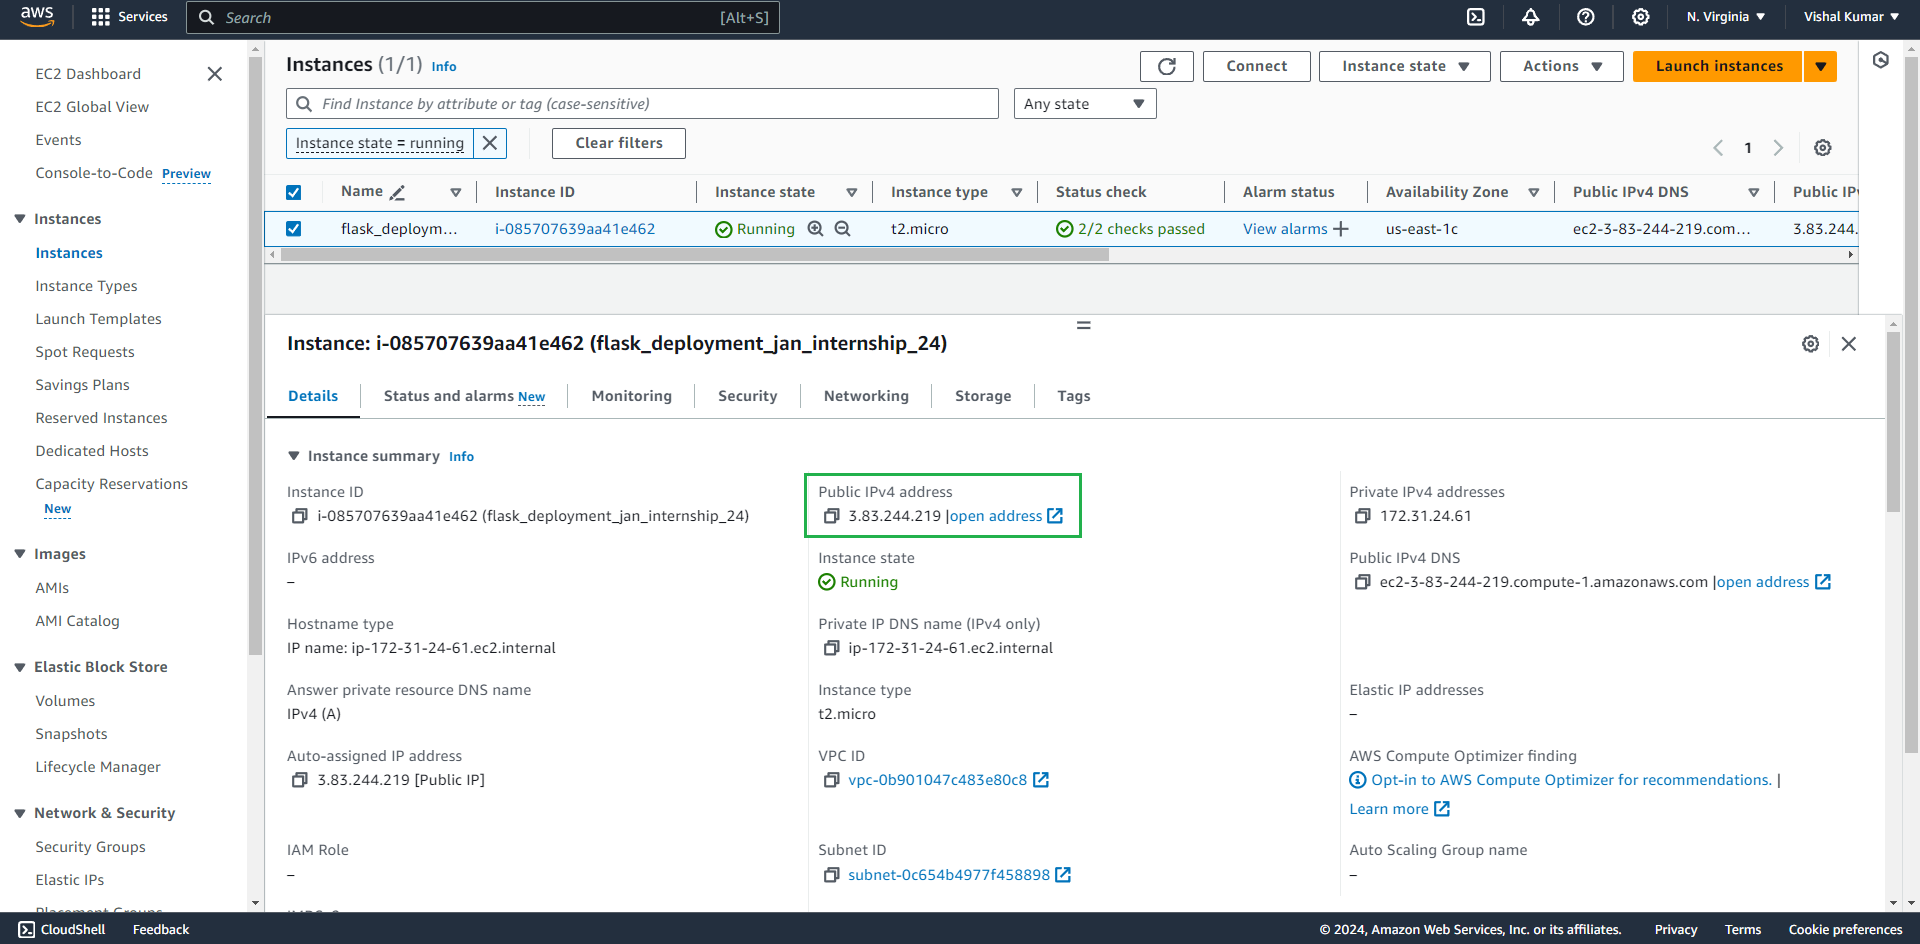 aws
Services
Search
[Alt+S]
N. Virginia
Vishal Kumar
EC2 Dashboard
EC2 Global View
Events
Console-to-Code Preview
Instances
Instances
Instance Types
Launch Templates
Spot Requests
Savings Plans
Reserved Instances
Dedicated Hosts
Capacity Reservations
New
Images
AMIs
AMI Catalog
Elastic Block Store
Volumes
Snapshots
Lifecycle Manager
Network & Security
Security Groups
Elastic IPs
Placement Groups
Instances (1/1) Info
Connect
Instance state
Actions
Launch instances
Find Instance by attribute or tag (case-sensitive)
Any state
Instance state = running
Clear filters
1
Name Instance ID Instance state Instance type Status check Alarm status Availability Zone Public IPv4 DNS Public IPv
flask_deploym... i-085707639aa41e462 Running t2.micro 2/2 checks passed View alarms us-east-1c ec2-3-83-244-219.com... 3.83.244.
Instance: i-085707639aa41e462 (flask_deployment_jan_internship_24)
Details Status and alarms New Monitoring Security Networking Storage Tags
Instance summary Info
Instance ID
i-085707639aa41e462 (flask_deployment_jan_internship_24)
Public IPv4 address
3.83.244.219 |open address
Private IPv4 addresses
172.31.24.61
IPv6 address
–
Instance state
Running
Public IPv4 DNS
ec2-3-83-244-219.compute-1.amazonaws.com |open address
Hostname type
IP name: ip-172-31-24-61.ec2.internal
Private IP DNS name (IPv4 only)
ip-172-31-24-61.ec2.internal
Answer private resource DNS name
IPv4 (A)
Instance type
t2.micro
Elastic IP addresses
–
Auto-assigned IP address
3.83.244.219 [Public IP]
VPC ID
vpc-0b901047c483e80c8
AWS Compute Optimizer finding
Opt-in to AWS Compute Optimizer for recommendations. |
Learn more
IAM Role
–
Subnet ID
subnet-0c654b4977f458898
Auto Scaling Group name
–
CloudShell
Feedback
© 2024, Amazon Web Services, Inc. or its affiliates.
Privacy
Terms
Cookie preferences